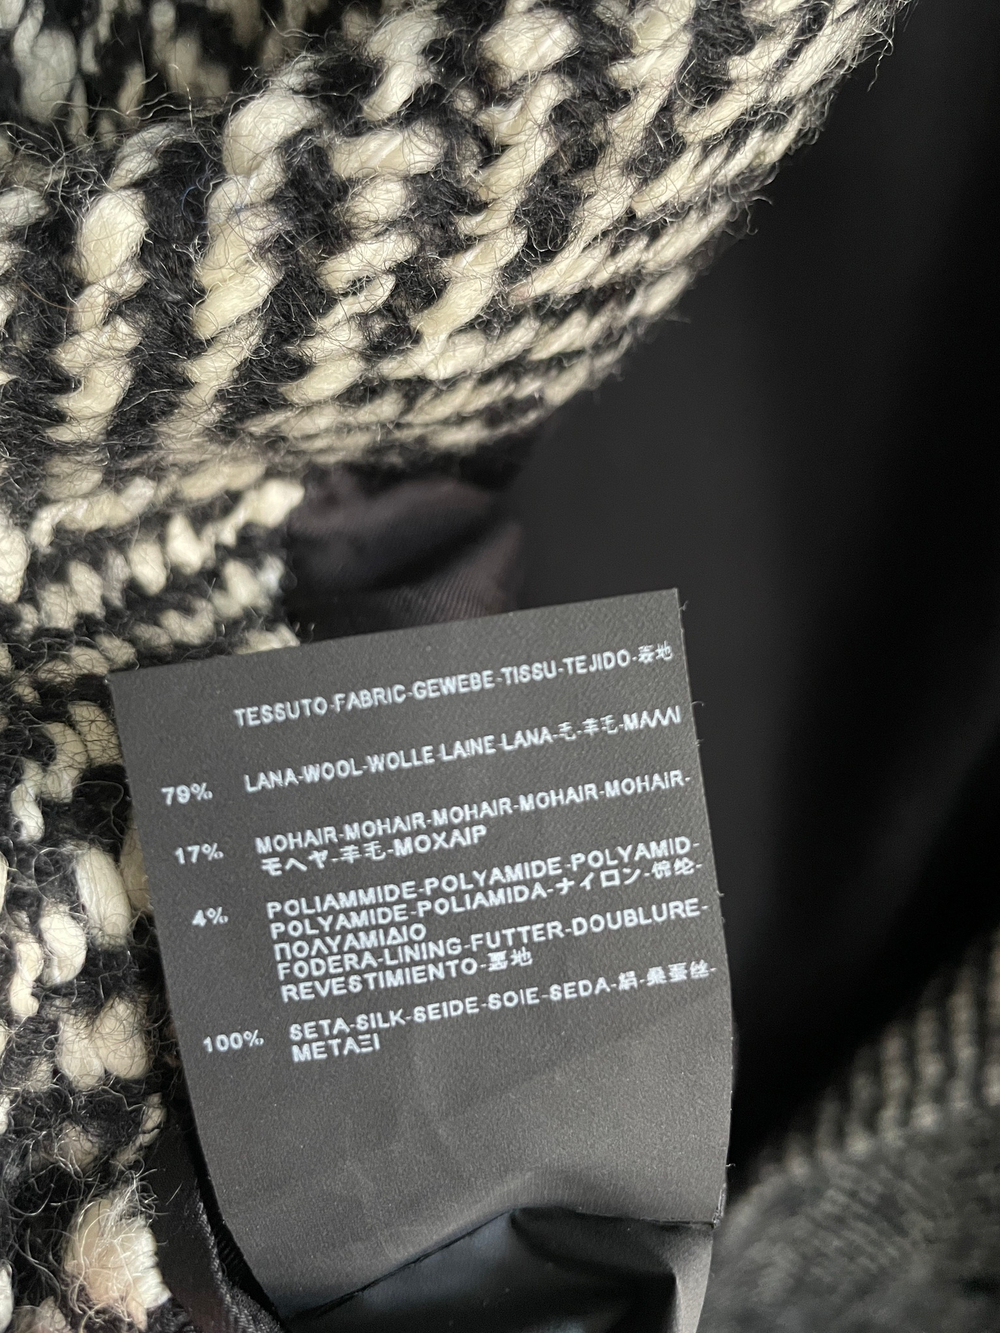 TESSUTO-FABRIC-GEWEBE-TISSU-TEJIDO-表地
79% LANA-WOOL-WOLLE-LAINE-LANA-毛-羊毛-ΜΑΛΛΙ
17% MOHAIR-MOHAIR-MOHAIR-MOHAIR-MOHAIR-
モヘヤ-羊毛-ΜΟΧΑΙΡ
4% POLIAMMIDE-POLYAMIDE-POLYAMID-
POLYAMIDE-POLIAMIDA-ナイロン-锦纶-
ΠΟΛΥΑΜΙΔΙΟ
FODERA-LINING-FUTTER-DOUBLURE-
REVESTIMIENTO-裏地
100% SETA-SILK-SEIDE-SOIE-SEDA-絹-桑蚕丝-
ΜΕΤΑΞΙ